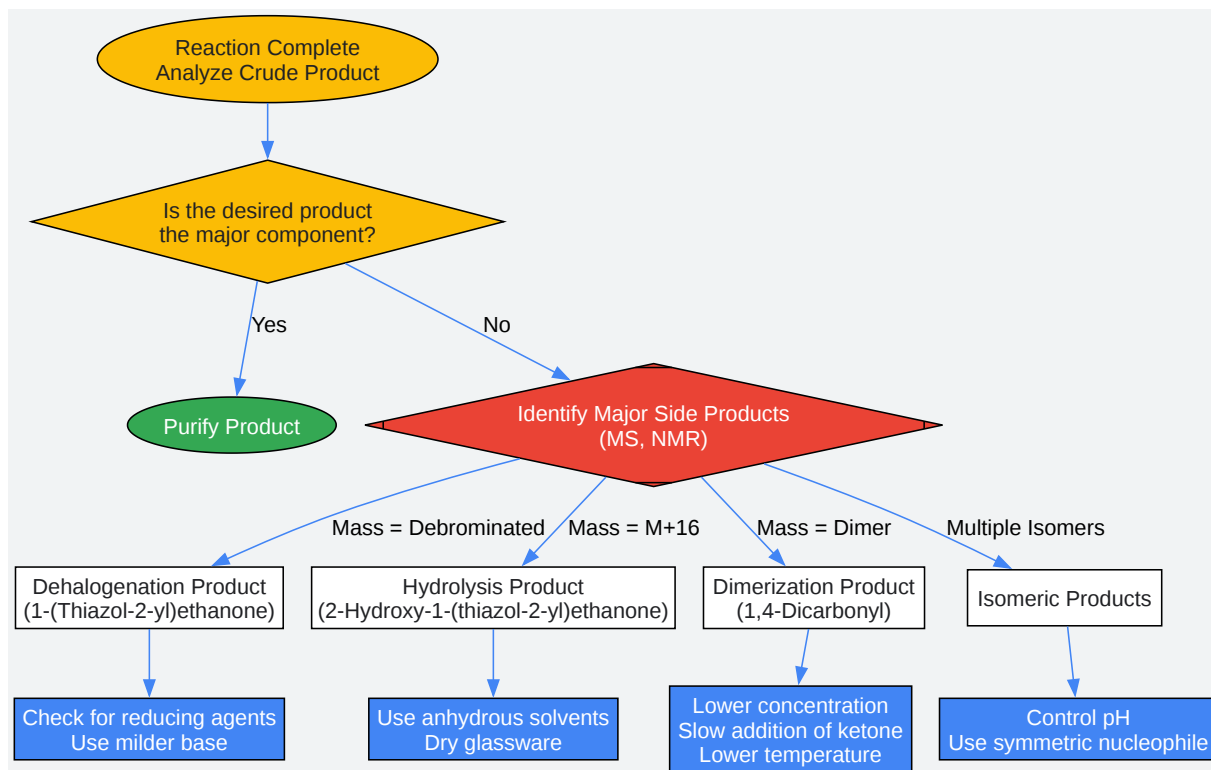 Reaction Complete
Analyze Crude Product
Is the desired product
the major component?
Yes
No
Purify Product
Identify Major Side Products
(MS, NMR)
Mass = Debrominated
Mass = M+16
Mass = Dimer
Multiple Isomers
Dehalogenation Product
(1-(Thiazol-2-yl)ethanone)
Hydrolysis Product
(2-Hydroxy-1-(thiazol-2-yl)ethanone)
Dimerization Product
(1,4-Dicarbonyl)
Isomeric Products
Check for reducing agents
Use milder base
Use anhydrous solvents
Dry glassware
Lower concentration
Slow addition of ketone
Lower temperature
Control pH
Use symmetric nucleophile